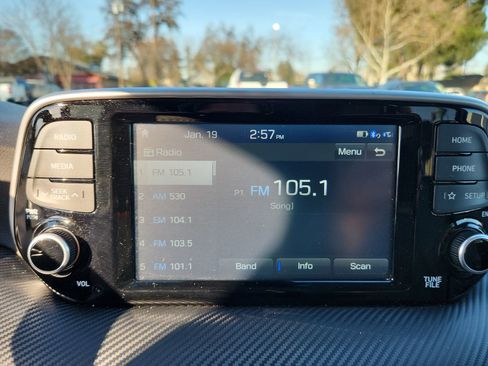 Jan. 19 2:57 PM
Radio Menu
1 FM 105.1
2 AM 530
3 FM 104.1
4 FM 103.5
5 FM 101.1
P1. FM 105.1
Song)
Band Info Scan
RADIO
MEDIA
SEEK
TRACK
VOL
HOME
PHONE
SETUP
TUNE
FILE